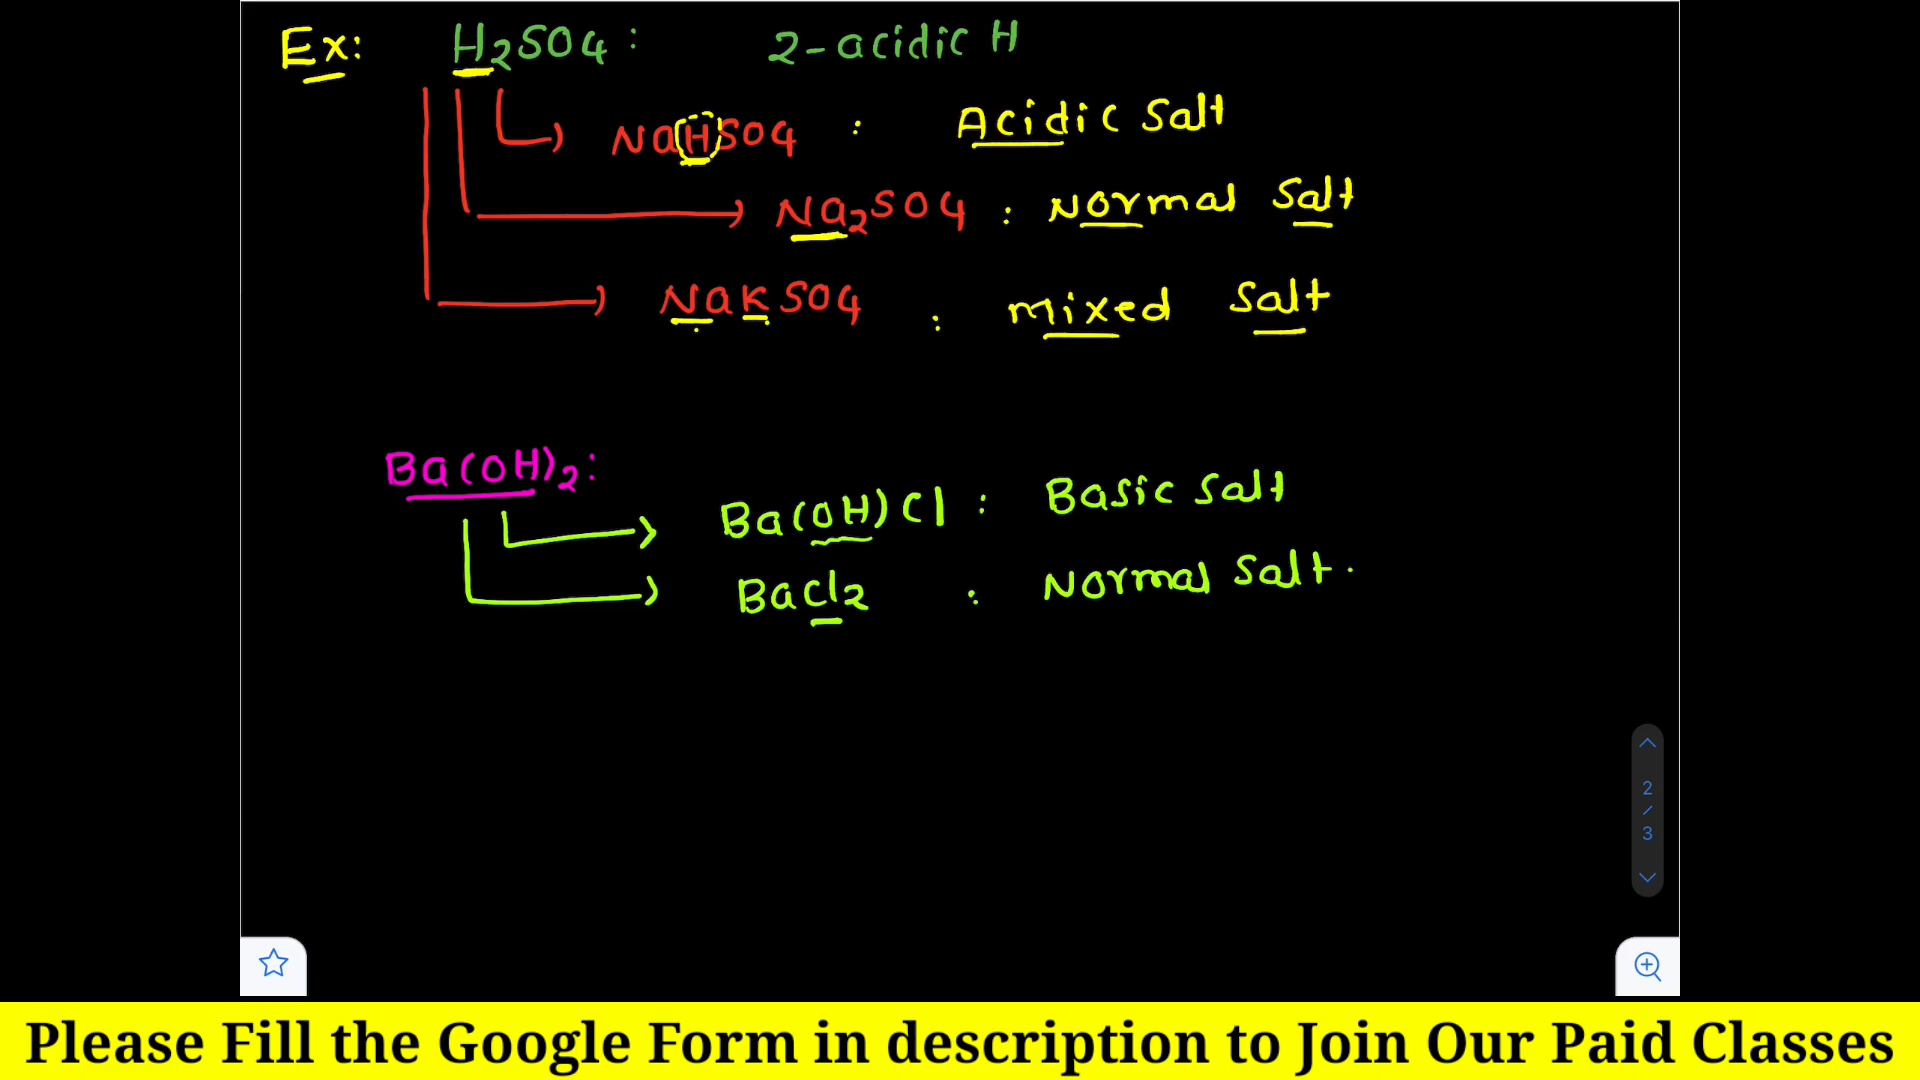 Ex: H2SO4 : 2-acidic H
NaHSO4 : Acidic Salt
Na2SO4 : Normal Salt
NaKSO4 : mixed Salt
Ba(OH)2:
Ba(OH)Cl : Basic Salt
BaCl2 : Normal Salt.
2
/
3
Please Fill the Google Form in description to Join Our Paid Classes